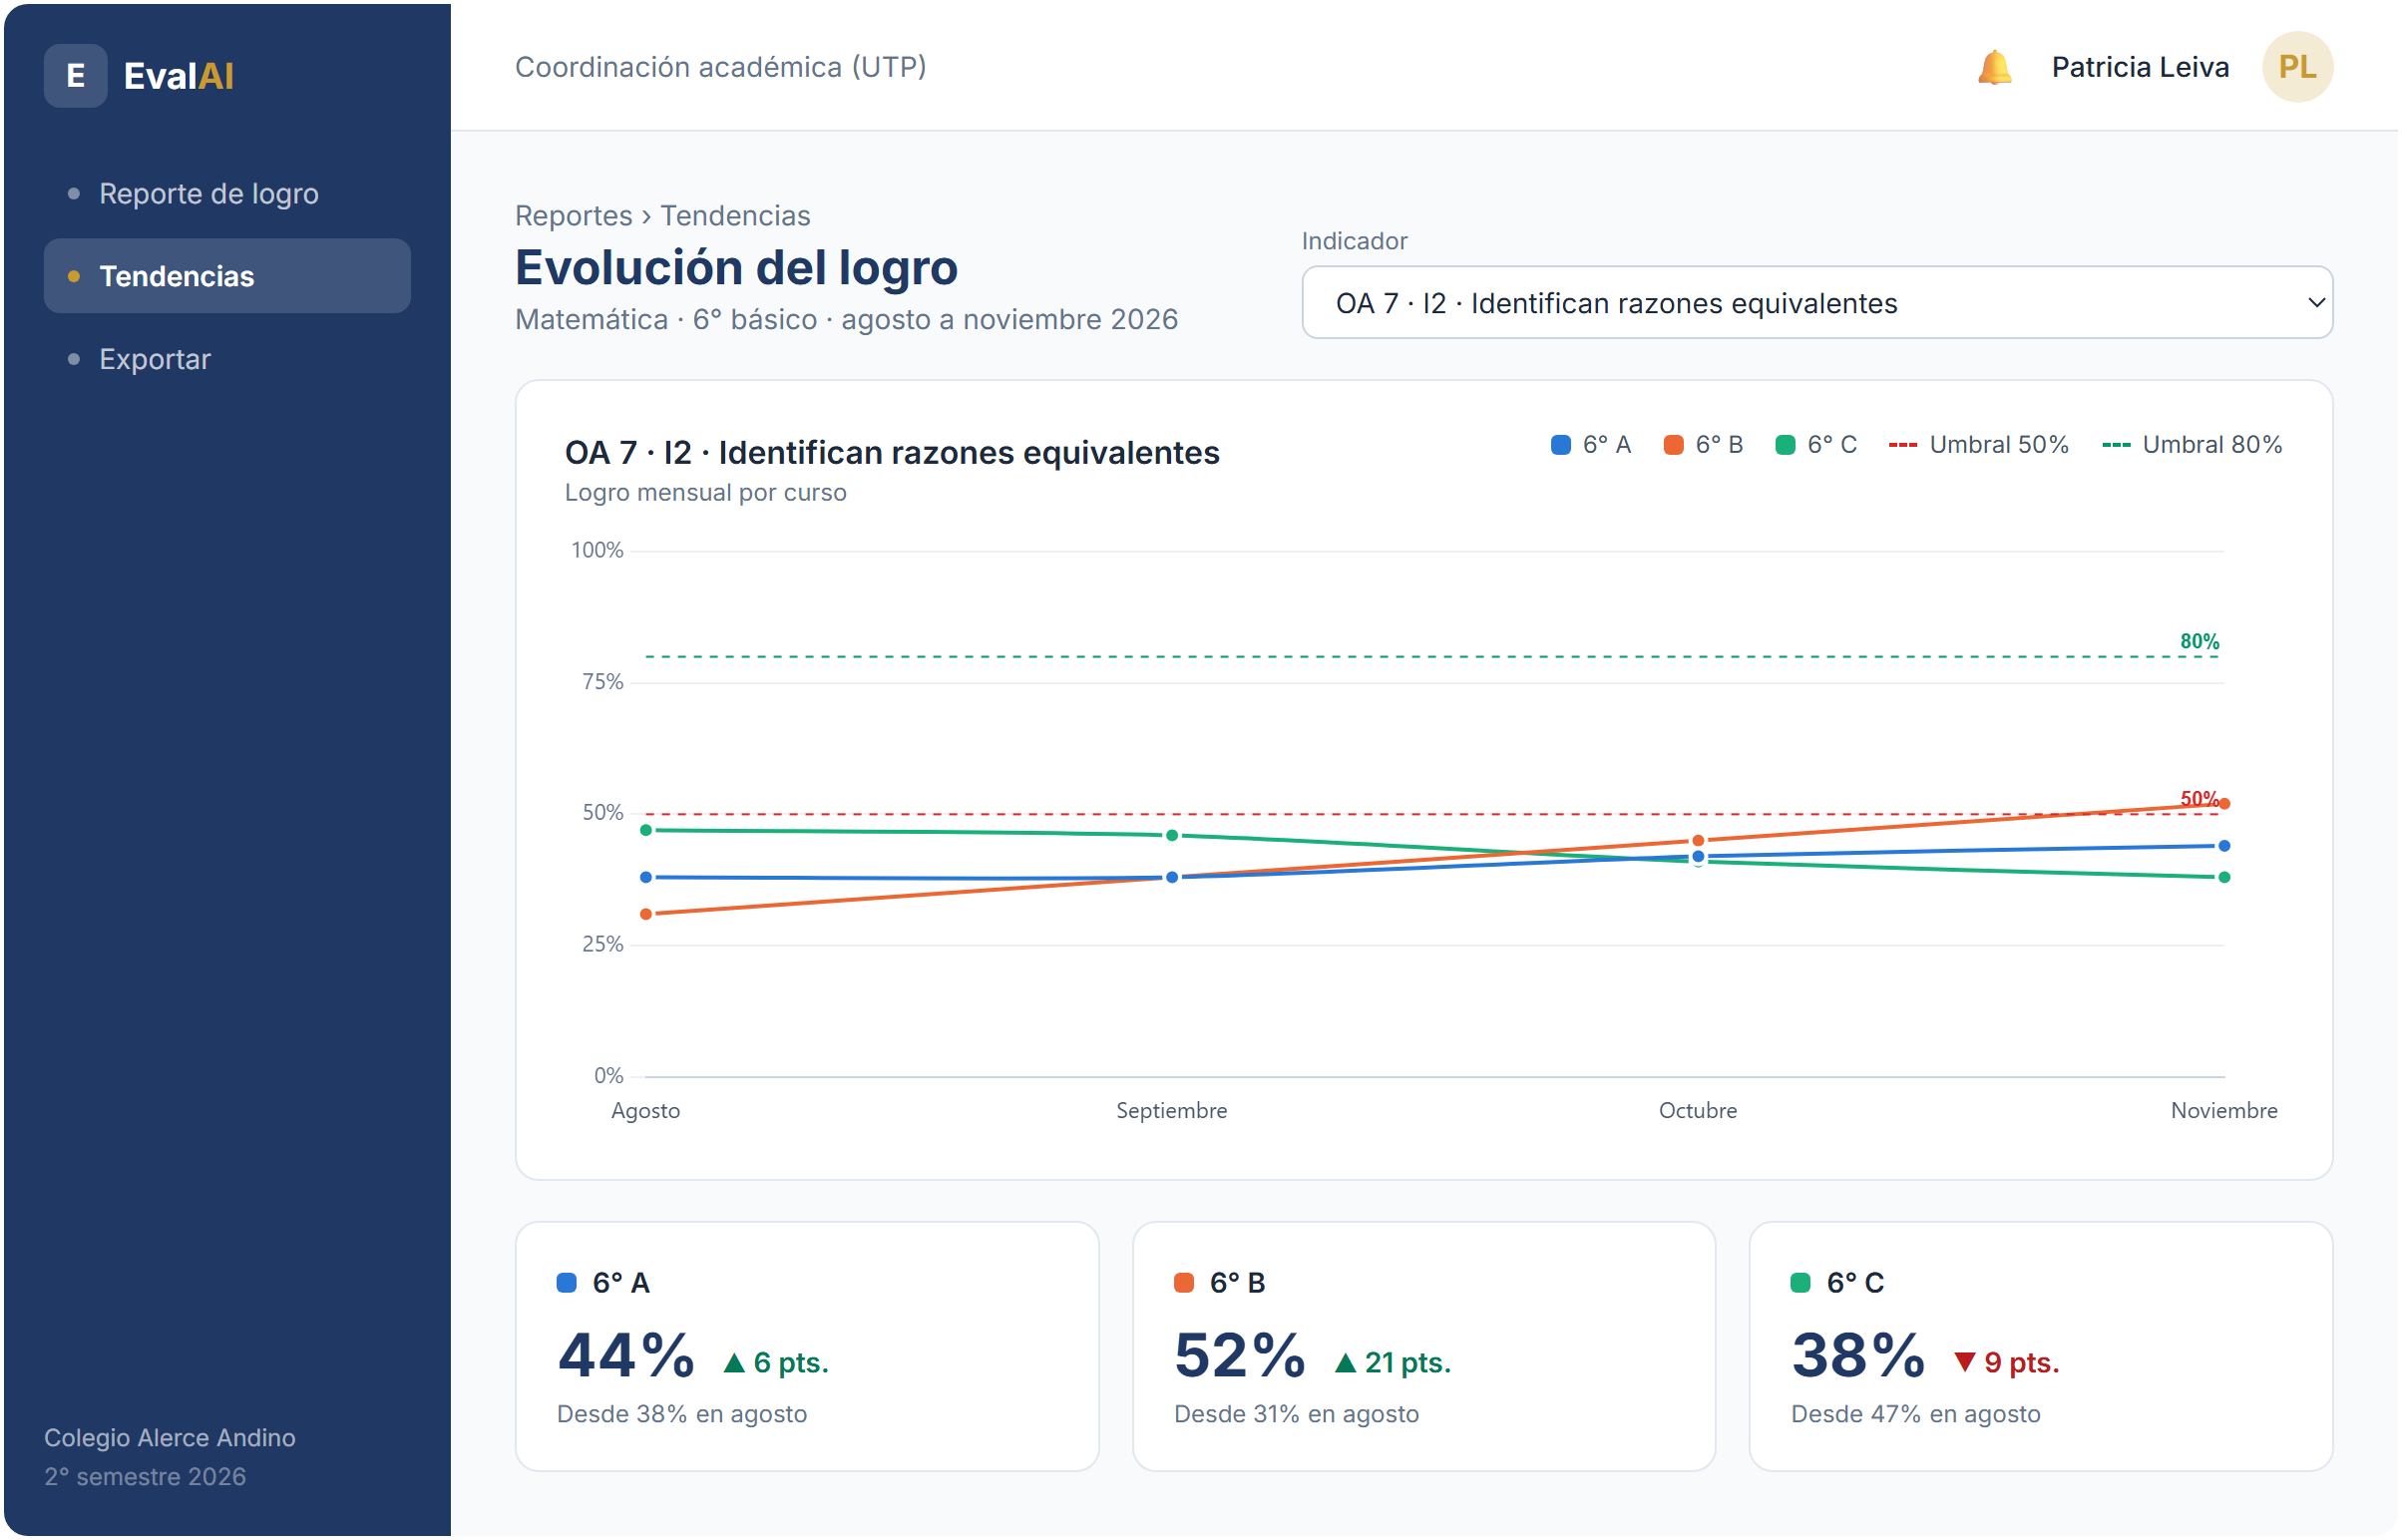 E EvalAI
Reporte de logro
Tendencias
Exportar
Colegio Alerce Andino
2° semestre 2026
Coordinación académica (UTP)
Patricia Leiva PL
Reportes › Tendencias
Evolución del logro
Matemática · 6° básico · agosto a noviembre 2026
Indicador
OA 7 · I2 · Identifican razones equivalentes
OA 7 · I2 · Identifican razones equivalentes
Logro mensual por curso
6° A 6° B 6° C Umbral 50% Umbral 80%
100%
80%
75%
50%
50%
25%
0%
Agosto Septiembre Octubre Noviembre
6° A
44% ▲ 6 pts.
Desde 38% en agosto
6° B
52% ▲ 21 pts.
Desde 31% en agosto
6° C
38% ▼ 9 pts.
Desde 47% en agosto